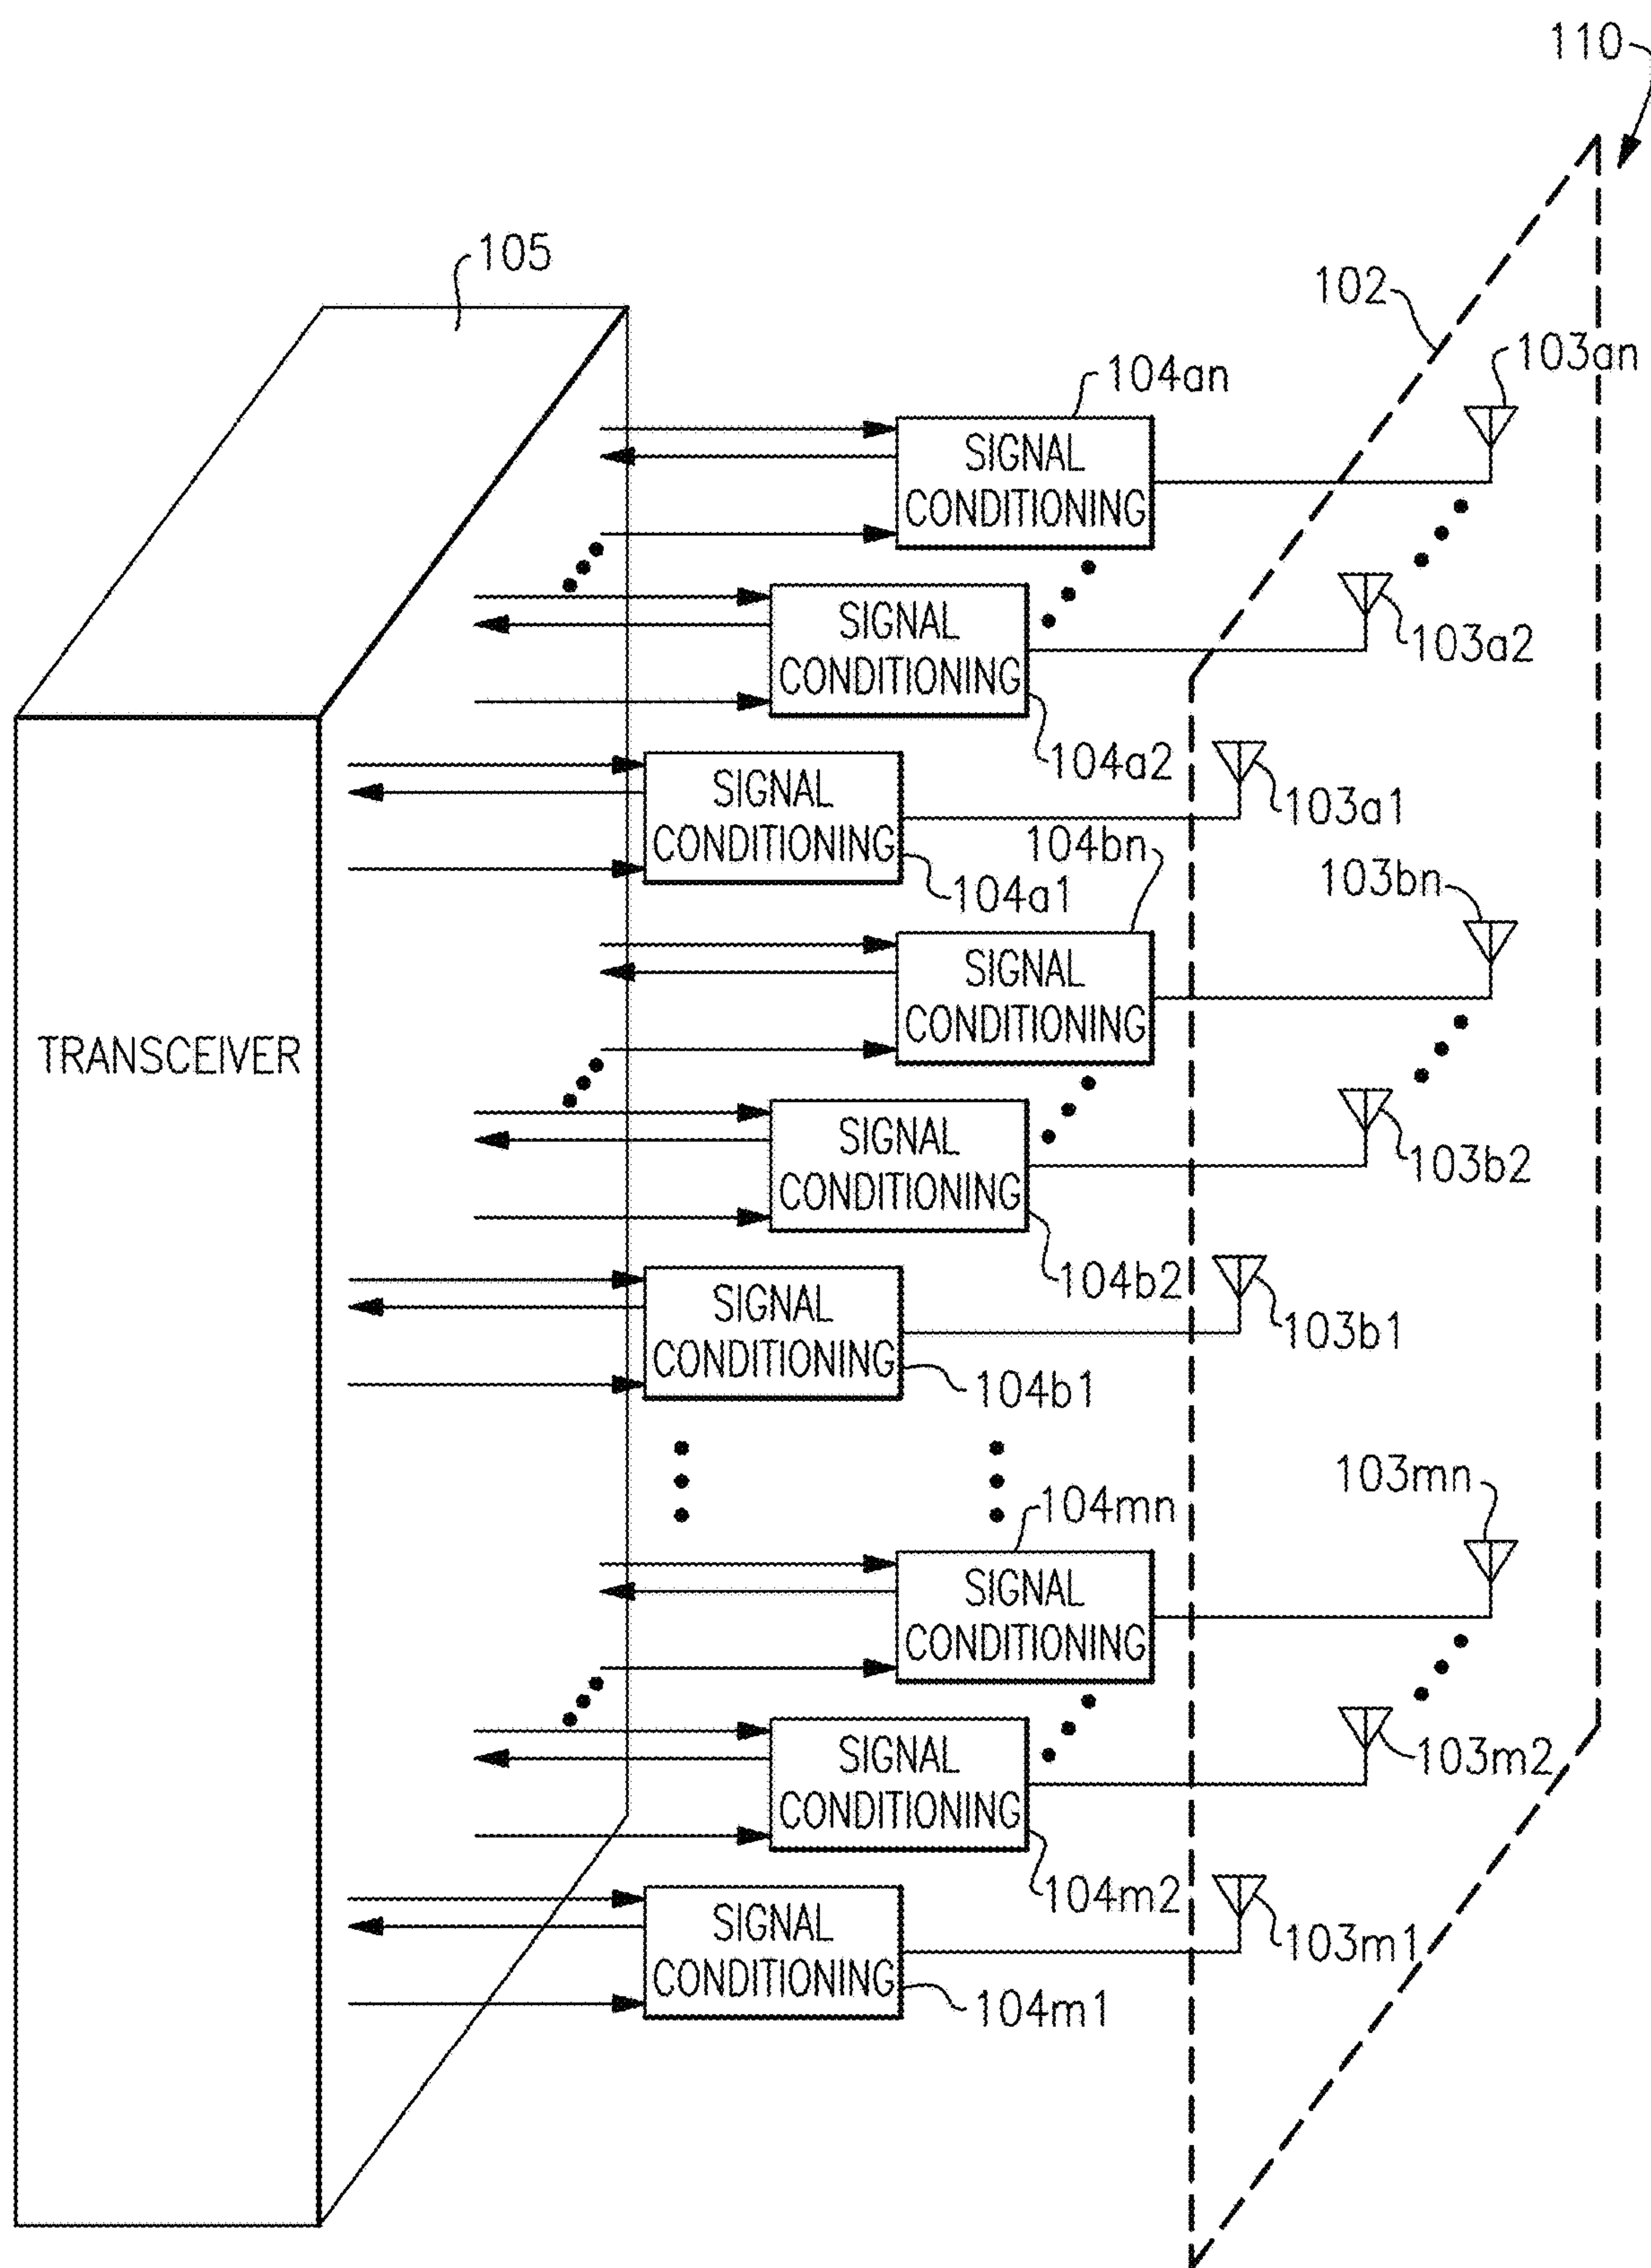 110
105
102
103an
104an
SIGNAL
CONDITIONING
SIGNAL
CONDITIONING
103a2
104a2
SIGNAL
CONDITIONING
103a1
104bn
104a1
103bn
SIGNAL
CONDITIONING
TRANSCEIVER
SIGNAL
CONDITIONING
103b2
104b2
SIGNAL
CONDITIONING
103b1
104b1
103mn
104mn
SIGNAL
CONDITIONING
SIGNAL
CONDITIONING
103m2
104m2
SIGNAL
CONDITIONING
103m1
104m1